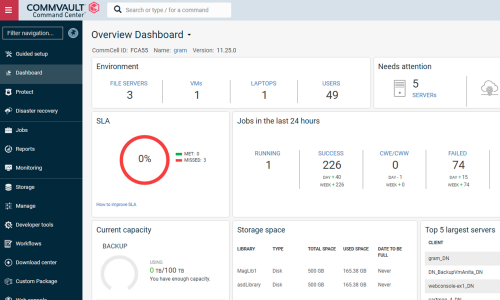 COMMVAULT
Command Center
Search or type / for a command
Filter navigation...
Guided setup
Dashboard
Protect
Disaster recovery
Jobs
Reports
Monitoring
Storage
Manage
Developer tools
Workflows
Download center
Custom Package
Web console
Overview Dashboard
CommCell ID: FCA55 Name: gram Version: 11.25.0
Environment
FILE SERVERS
3
VMs
1
LAPTOPS
1
USERS
49
Needs attention
5
SERVERs
SLA
0%
MET: 0
MISSED: 3
How to improve SLA
Jobs in the last 24 hours
RUNNING
1
SUCCESS
226
DAY + 40
WEEK + 226
CWE/CWW
0
DAY - 1
WEEK + 0
FAILED
74
DAY + 15
WEEK + 74
Current capacity
BACKUP
USING
0 TB/100 TB
You have enough capacity.
Storage space
LIBRARY TYPE TOTAL SPACE USED SPACE DATE TO BE FULL
MagLib1 Disk 500 GB 165.38 GB Never
asdLibrary Disk 500 GB 165.38 GB Never
Top 5 largest servers
CLIENT
gram_DN
DN_BackupVmAnita_DN
webconsole-ex1_DN